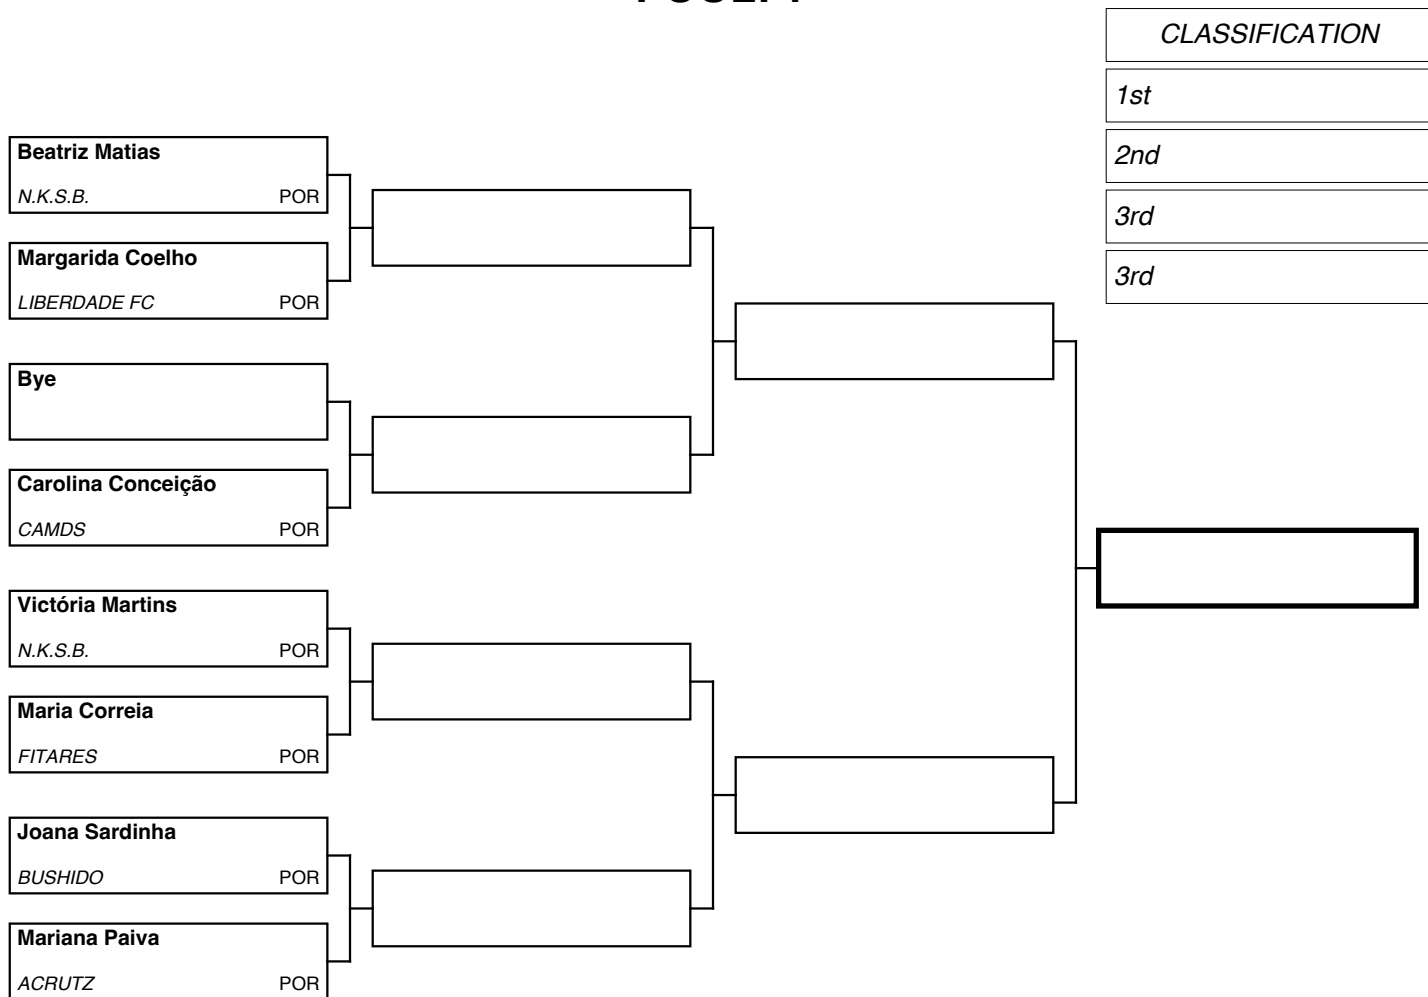 CLASSIFICATION
1st
2nd
3rd
3rd
Beatriz Matias
N.K.S.B. POR
Margarida Coelho
LIBERDADE FC POR
Bye
Carolina Conceição
CAMDS POR
Victória Martins
N.K.S.B. POR
Maria Correia
FITARES POR
Joana Sardinha
BUSHIDO POR
Mariana Paiva
ACRUTZ POR